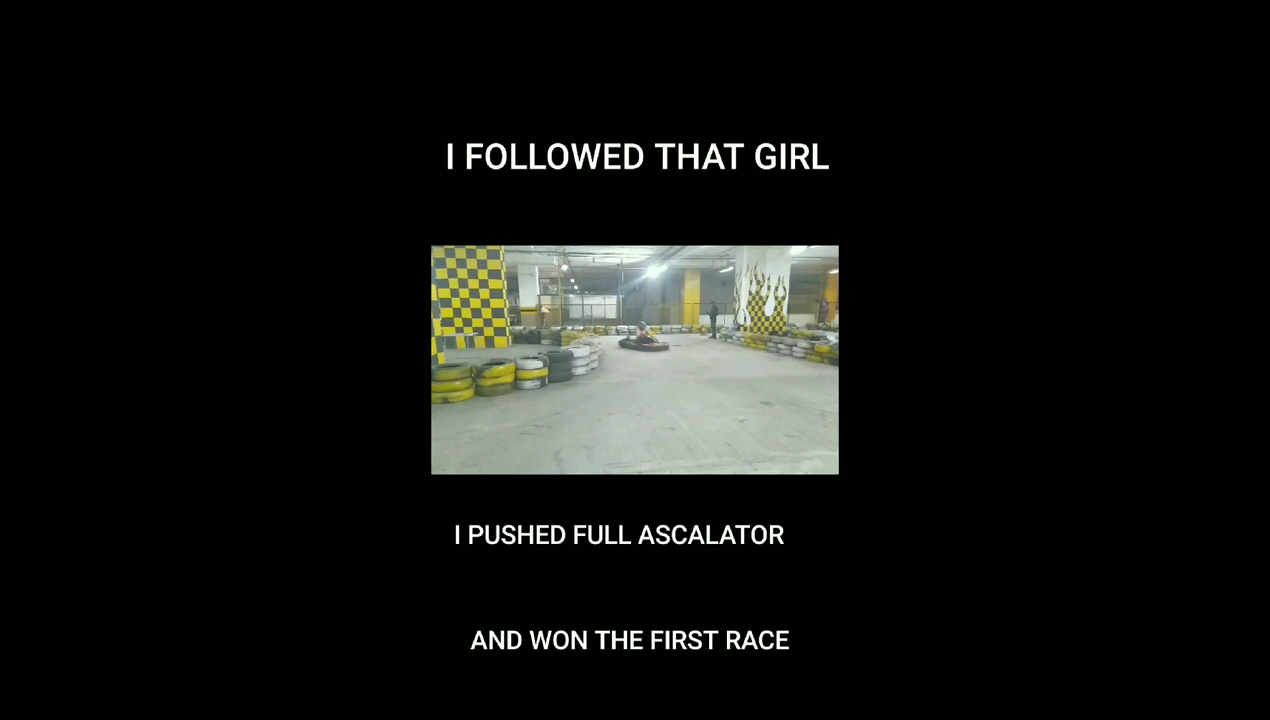 I FOLLOWED THAT GIRL
I PUSHED FULL ASCALATOR
AND WON THE FIRST RACE